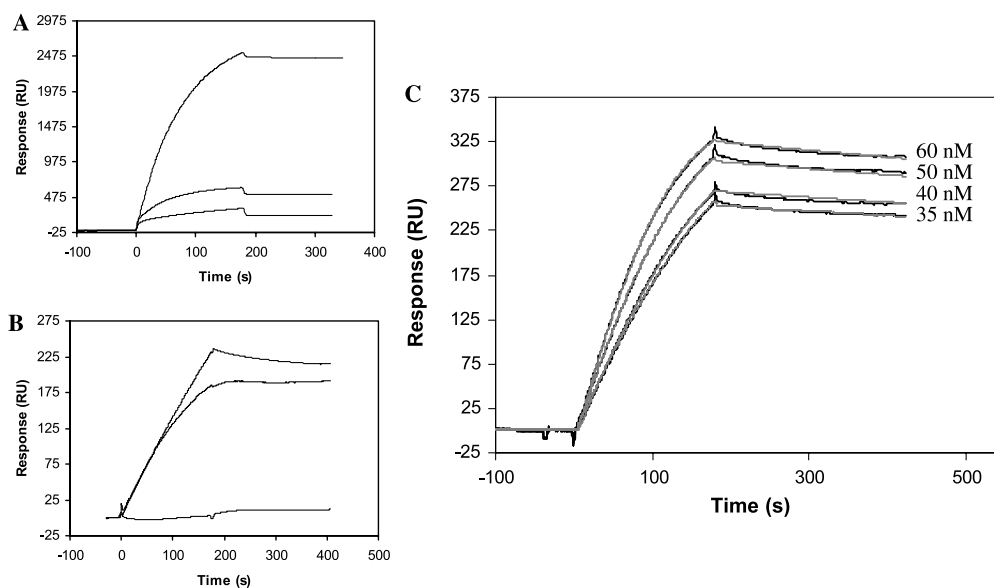 A
2975
2475
1975
1475
975
475
-25
Response (RU)
-100 0 100 200 300 400
Time (s)
B
275
225
175
125
75
25
-25
Response (RU)
-100 0 100 200 300 400 500
Time (s)
C
375
325
275
225
175
125
75
25
-25
Response (RU)
60 nM
50 nM
40 nM
35 nM
-100 100 300 500
Time (s)